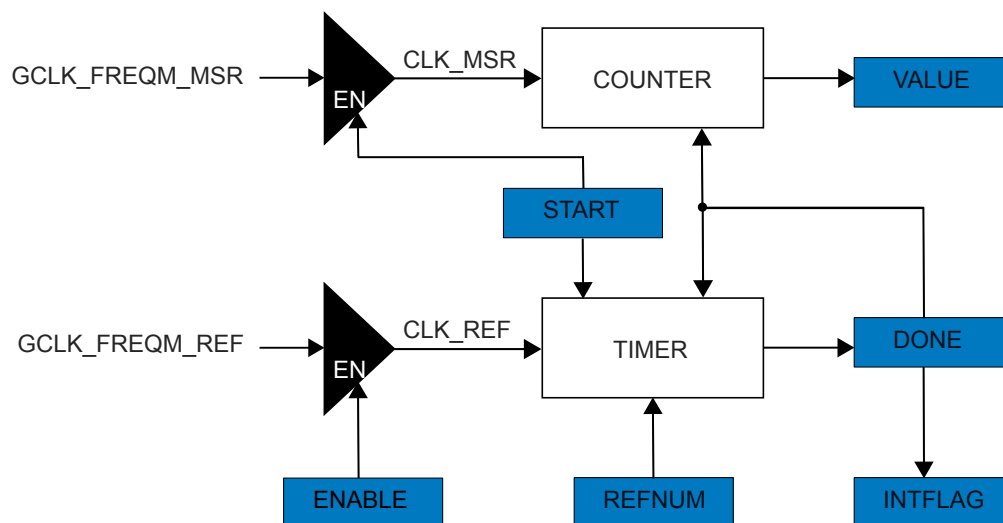 GCLK_FREQM_MSR
EN
CLK_MSR
COUNTER
VALUE
START
GCLK_FREQM_REF
EN
CLK_REF
TIMER
DONE
ENABLE
REFNUM
INTFLAG